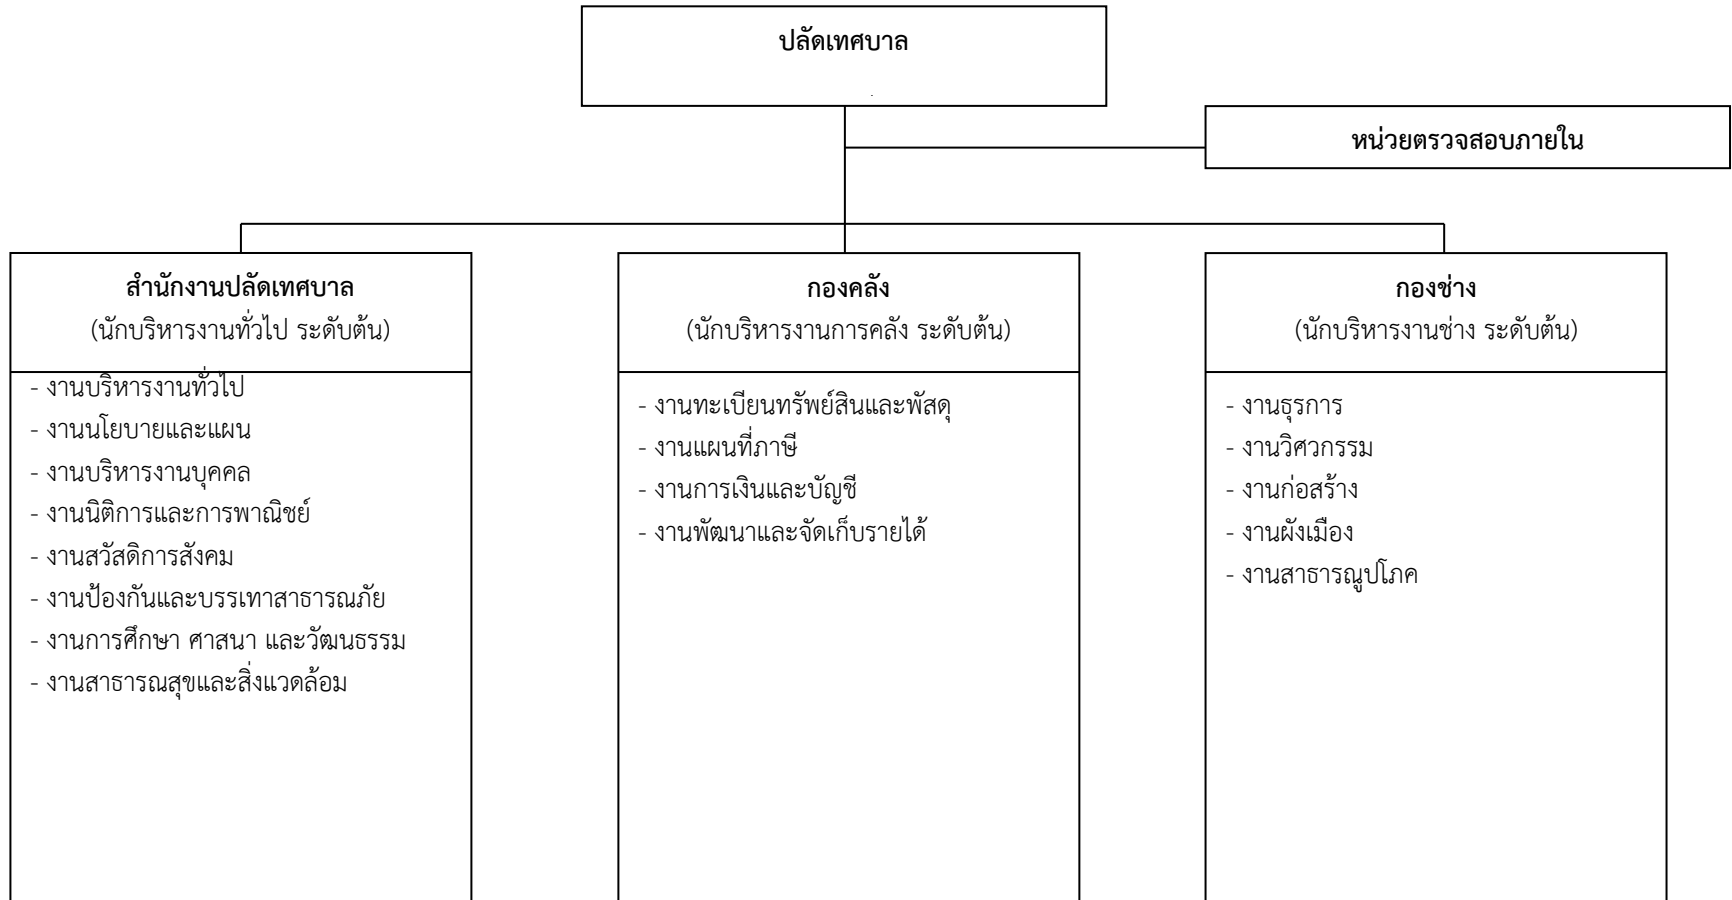 ปลัดเทศบาล
หน่วยตรวจสอบภายใน
สำนักงานปลัดเทศบาล
(นักบริหารงานทั่วไป ระดับต้น)
- งานบริหารงานทั่วไป
- งานนโยบายและแผน
- งานบริหารงานบุคคล
- งานนิติการและการพาณิชย์
- งานสวัสดิการสังคม
- งานป้องกันและบรรเทาสาธารณภัย
- งานการศึกษา ศาสนา และวัฒนธรรม
- งานสาธารณสุขและสิ่งแวดล้อม
กองคลัง
(นักบริหารงานการคลัง ระดับต้น)
- งานทะเบียนทรัพย์สินและพัสดุ
- งานแผนที่ภาษี
- งานการเงินและบัญชี
- งานพัฒนาและจัดเก็บรายได้
กองช่าง
(นักบริหารงานช่าง ระดับต้น)
- งานธุรการ
- งานวิศวกรรม
- งานก่อสร้าง
- งานผังเมือง
- งานสาธารณูปโภค